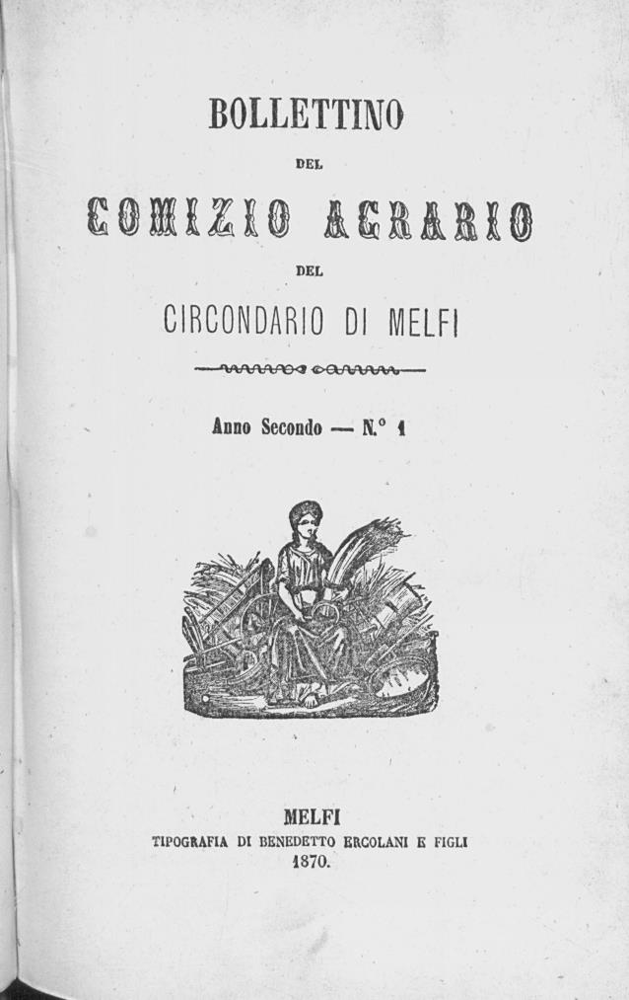 BOLLETTINO
DEL
COMIZIO AGRARIO
DEL
CIRCONDARIO DI MELFI
Anno Secondo — N.º 1
MELFI
TIPOGRAFIA DI BENEDETTO ERCOLANI E FIGLI
1870.